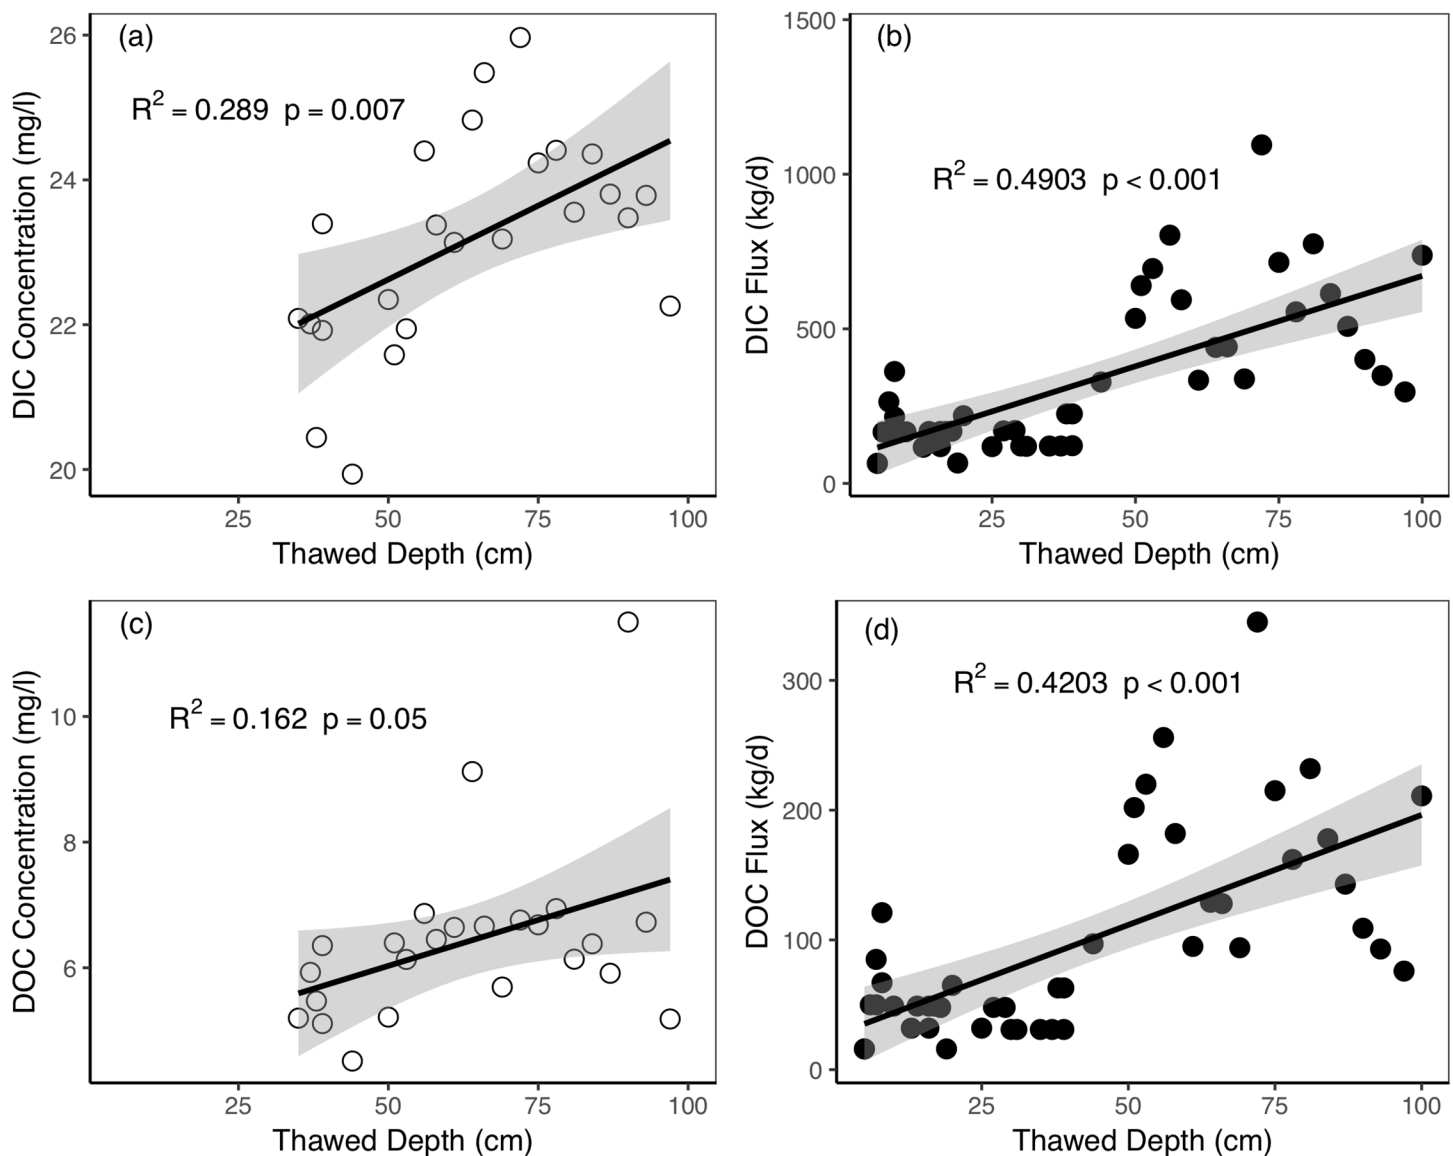 (a)
R² = 0.289 p = 0.007
DIC Concentration (mg/l)
26
24
22
20
25 50 75 100
Thawed Depth (cm)
(b)
R² = 0.4903 p < 0.001
DIC Flux (kg/d)
1500
1000
500
0
25 50 75 100
Thawed Depth (cm)
(c)
R² = 0.162 p = 0.05
DOC Concentration (mg/l)
10
8
6
25 50 75 100
Thawed Depth (cm)
(d)
R² = 0.4203 p < 0.001
DOC Flux (kg/d)
300
200
100
0
25 50 75 100
Thawed Depth (cm)